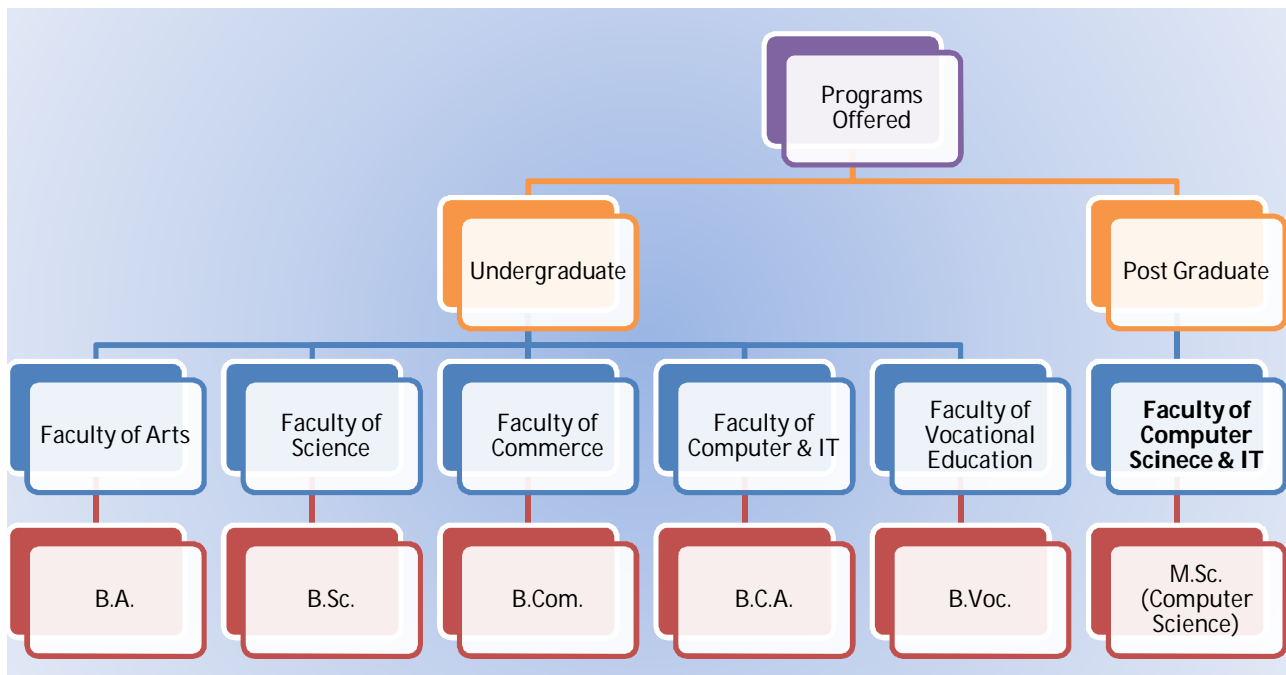 Programs
Offered
Undergraduate
Post Graduate
Faculty of Arts
Faculty of
Science
Faculty of
Commerce
Faculty of
Computer & IT
Faculty of
Vocational
Education
Faculty of
Computer
Scinece & IT
B.A.
B.Sc.
B.Com.
B.C.A.
B.Voc.
M.Sc.
(Computer
Science)